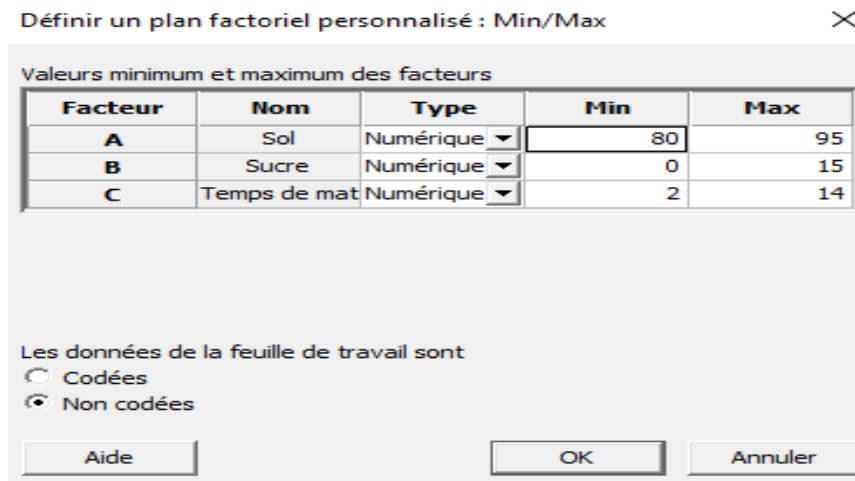 Définir un plan factoriel personnalisé : Min/Max
Valeurs minimum et maximum des facteurs
Facteur Nom Type Min Max
A Sol Numérique 80 95
B Sucre Numérique 0 15
C Temps de mat Numérique 2 14
Les données de la feuille de travail sont
Codées
Non codées
Aide OK Annuler